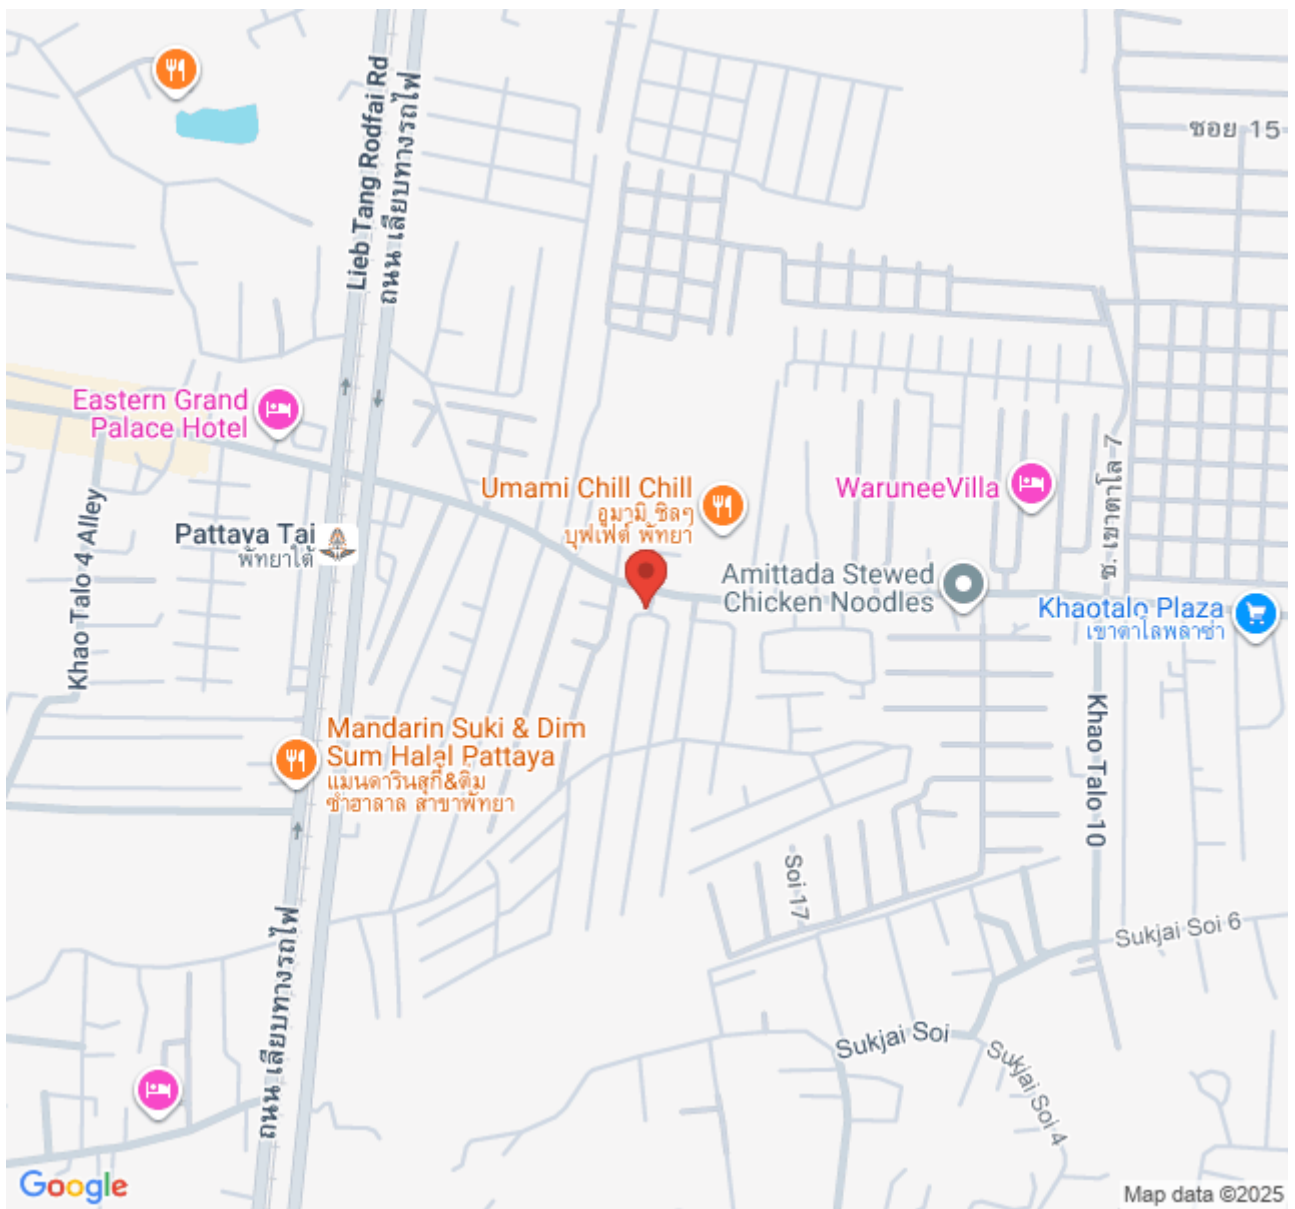 Lieb Tang Rodfai Rd
ถนน เลียบทางรถไฟ
ซอย 15
Eastern Grand
Palace Hotel
Umami Chill Chill
อูมามิ ชิลๆ
บุฟเฟ่ต์ พัทยา
WaruneeVilla
ซ. เขาตาโล 7
Khao Talo 4 Alley
Pattaya Tai
พัทยาใต้
Amittada Stewed
Chicken Noodles
Khaotalo Plaza
เขาตาโลพลาซ่า
Mandarin Suki & Dim
Sum Halal Pattaya
แมนดารินสุกี้&ติ่ม
ซำฮาลาล สาขาพัทยา
Khao Talo 10
Soi 17
Sukjai Soi 6
ถนน เลียบทางรถไฟ
Sukjai Soi
Sukjai Soi 4
Google
Map data ©2025